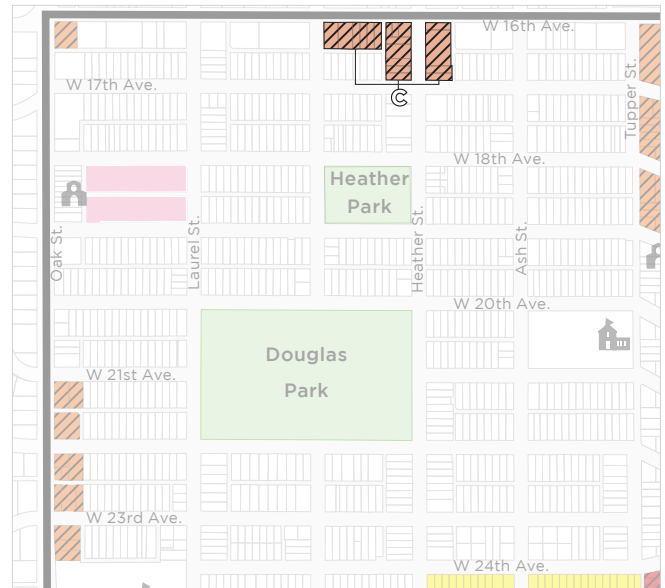 W 16th Ave.
W 17th Ave.
C
Tupper St.
W 18th Ave.
Heather
Park
Oak St.
Laurel St.
Heather St.
Ash St.
W 20th Ave.
Douglas
Park
W 21st Ave.
W 23rd Ave.
W 24th Ave.